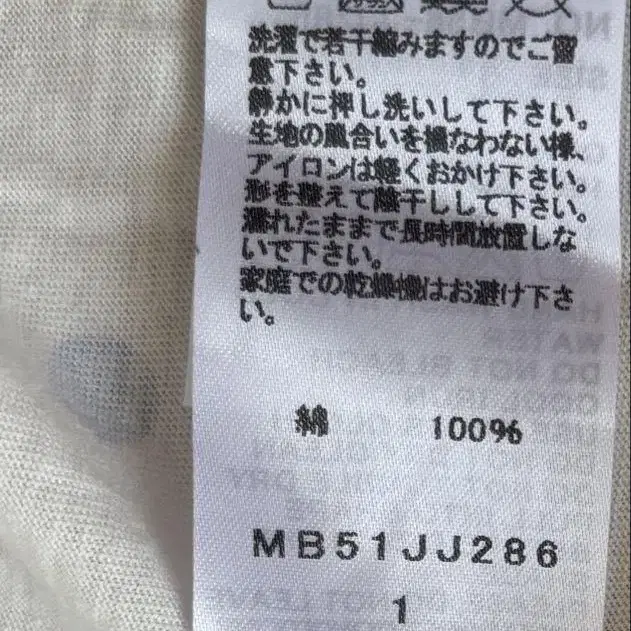 洗濯で若干縮みますのでご留
意下さい。
静かに押し洗いして下さい。
生地の風合いを損なわない様、
アイロンは軽くおかけ下さい。
形を整えて陰干しして下さい。
濡れたままで長時間放置しな
いで下さい。
家庭での乾燥機はお避け下さ
い。
綿 100%
MB51JJ286
1